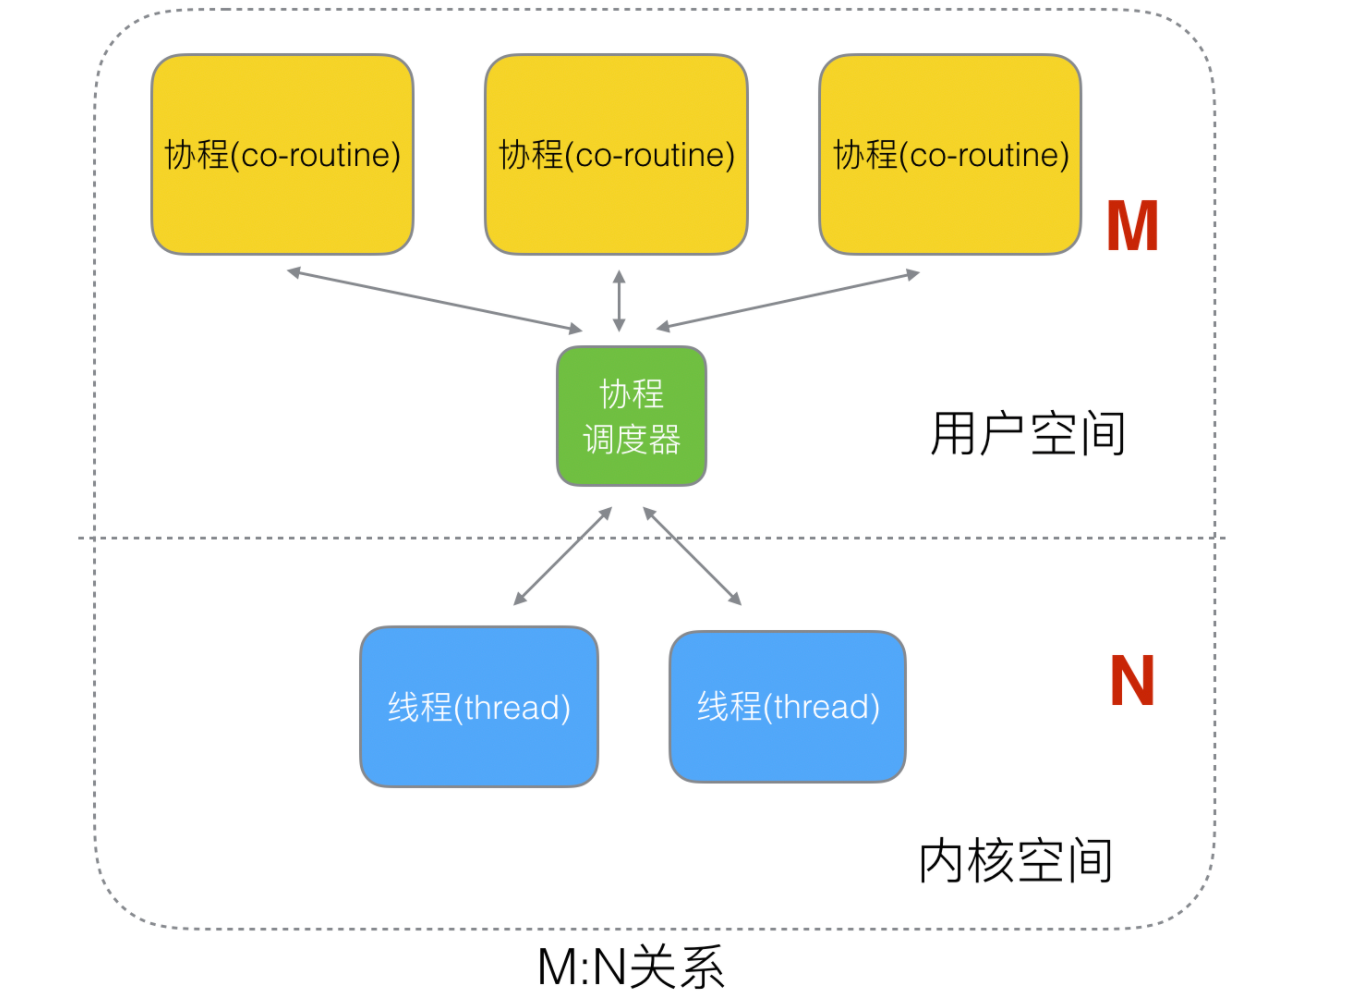 协程(co-routine)
协程(co-routine)
协程(co-routine)
M
协程
调度器
用户空间
线程(thread)
线程(thread)
N
内核空间
M:N关系